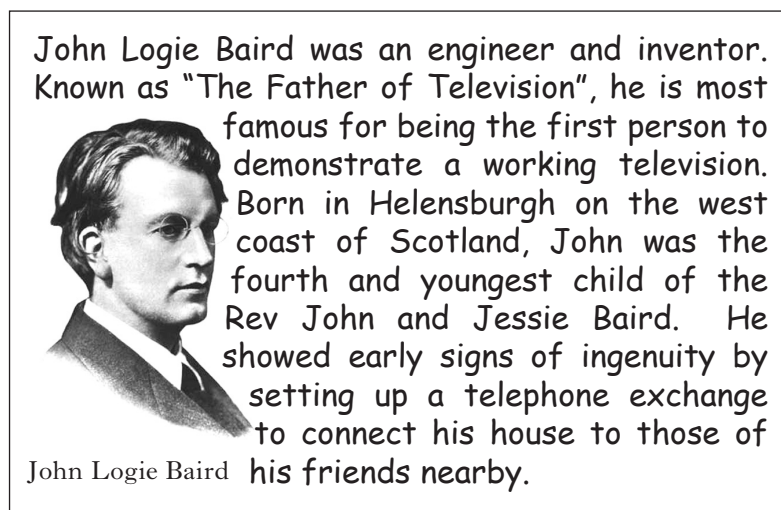 John Logie Baird was an engineer and inventor.
Known as “The Father of Television”, he is most
famous for being the first person to
demonstrate a working television.
Born in Helensburgh on the west
coast of Scotland, John was the
fourth and youngest child of the
Rev John and Jessie Baird. He
showed early signs of ingenuity by
setting up a telephone exchange
to connect his house to those of
his friends nearby.
John Logie Baird